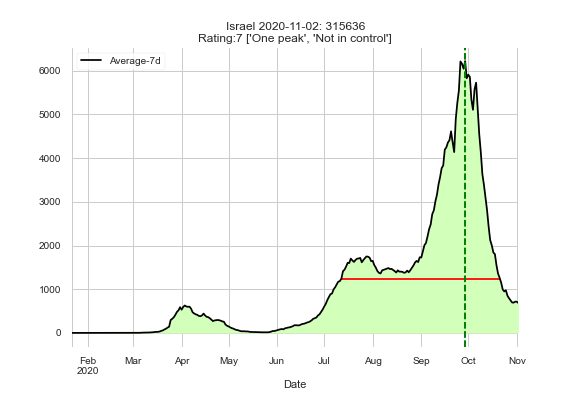 Israel 2020-11-02: 315636
Rating:7 ['One peak', 'Not in control']
Average-7d
6000
5000
4000
3000
2000
1000
0
Feb Mar Apr May Jun Jul Aug Sep Oct Nov
2020
Date